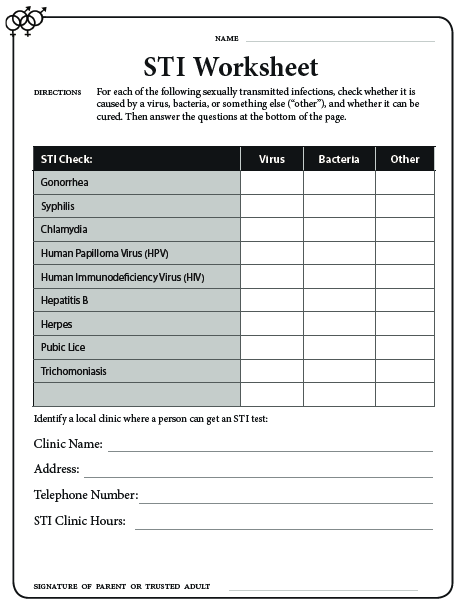 NAME
STI Worksheet
DIRECTIONS For each of the following sexually transmitted infections, check whether it is
caused by a virus, bacteria, or something else (“other”), and whether it can be
cured. Then answer the questions at the bottom of the page.
STI Check: Virus Bacteria Other
Gonorrhea
Syphilis
Chlamydia
Human Papilloma Virus (HPV)
Human Immunodeficiency Virus (HIV)
Hepatitis B
Herpes
Pubic Lice
Trichomoniasis
Identify a local clinic where a person can get an STI test:
Clinic Name:
Address:
Telephone Number:
STI Clinic Hours:
SIGNATURE OF PARENT OR TRUSTED ADULT